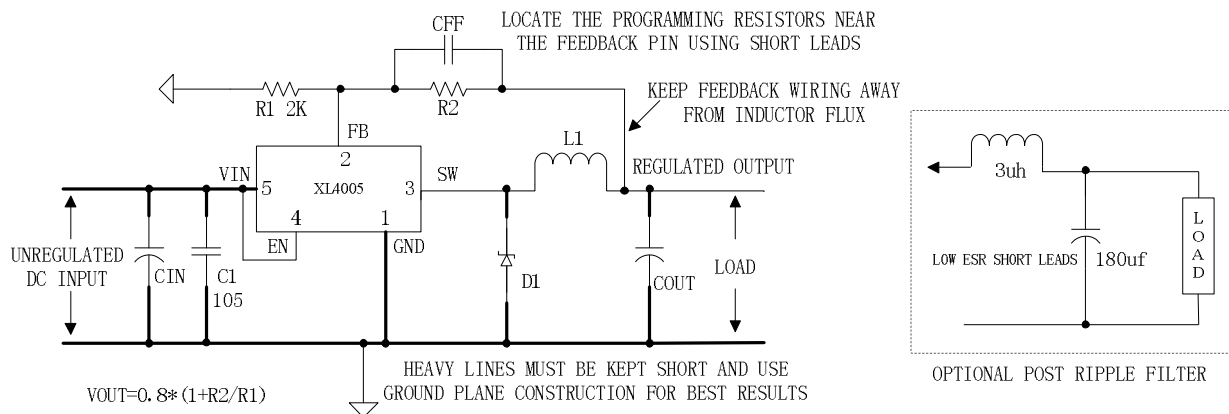 LOCATE THE PROGRAMMING RESISTORS NEAR
THE FEEDBACK PIN USING SHORT LEADS
CFF
R1 2K
R2
KEEP FEEDBACK WIRING AWAY
FROM INDUCTOR FLUX
FB
2
L1
VIN
5
XL4005
3
SW
REGULATED OUTPUT
4
1
EN
GND
UNREGULATED
DC INPUT
CIN
C1
105
D1
COUT
LOAD
3uh
LOW ESR SHORT LEADS
180uf
LOAD
HEAVY LINES MUST BE KEPT SHORT AND USE
GROUND PLANE CONSTRUCTION FOR BEST RESULTS
VOUT=0.8*(1+R2/R1)
OPTIONAL POST RIPPLE FILTER